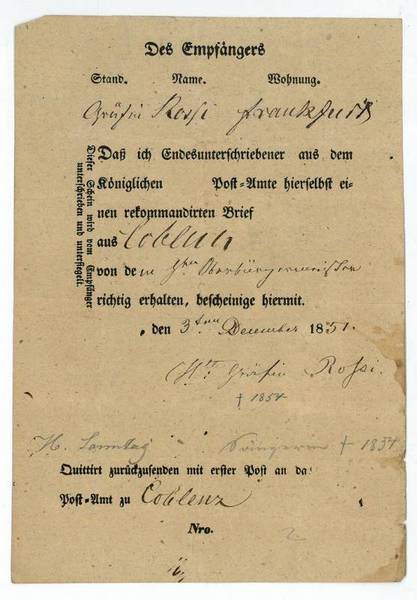 Des Empfängers
Stand. Name. Wohnung.
Gräfin Rossi Frankfurt
Dieser Schein wird vom Empfänger
unterschrieben und untersiegelt.
Daß ich Endesunterschriebener aus dem
Königlichen Post-Amte hierselbst ei-
nen rekommandirten Brief
aus Coblenz
von dem Hrn Oberbürgermeister
richtig erhalten, bescheinige hiermit.
, den 3ten December 1851.
Gräfin Rossi.
† 1854
H. Sonntag Sängerin † 1854
Quittirt zurückzusenden mit erster Post an das
Post-Amt zu Coblenz
Nro.